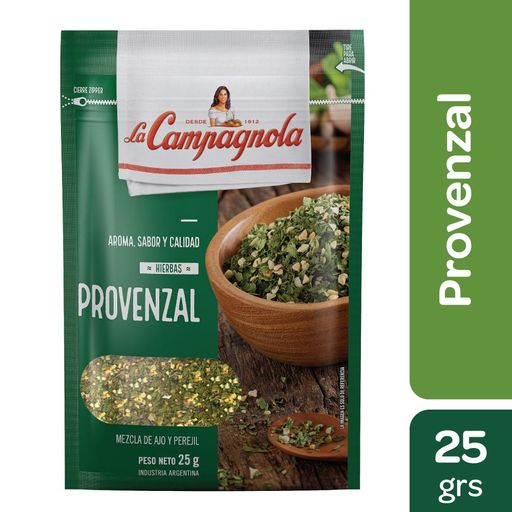 TIRE
PARA
ABRIR
CIERRE ZIPPER
DESDE 1912
La Campagnola
AROMA, SABOR Y CALIDAD
HIERBAS
PROVENZAL
MEZCLA DE AJO Y PEREJIL
PESO NETO 25 g
INDUSTRIA ARGENTINA
LA IMAGEN ES SOLO DE REFERENCIA
Provenzal
25
grs